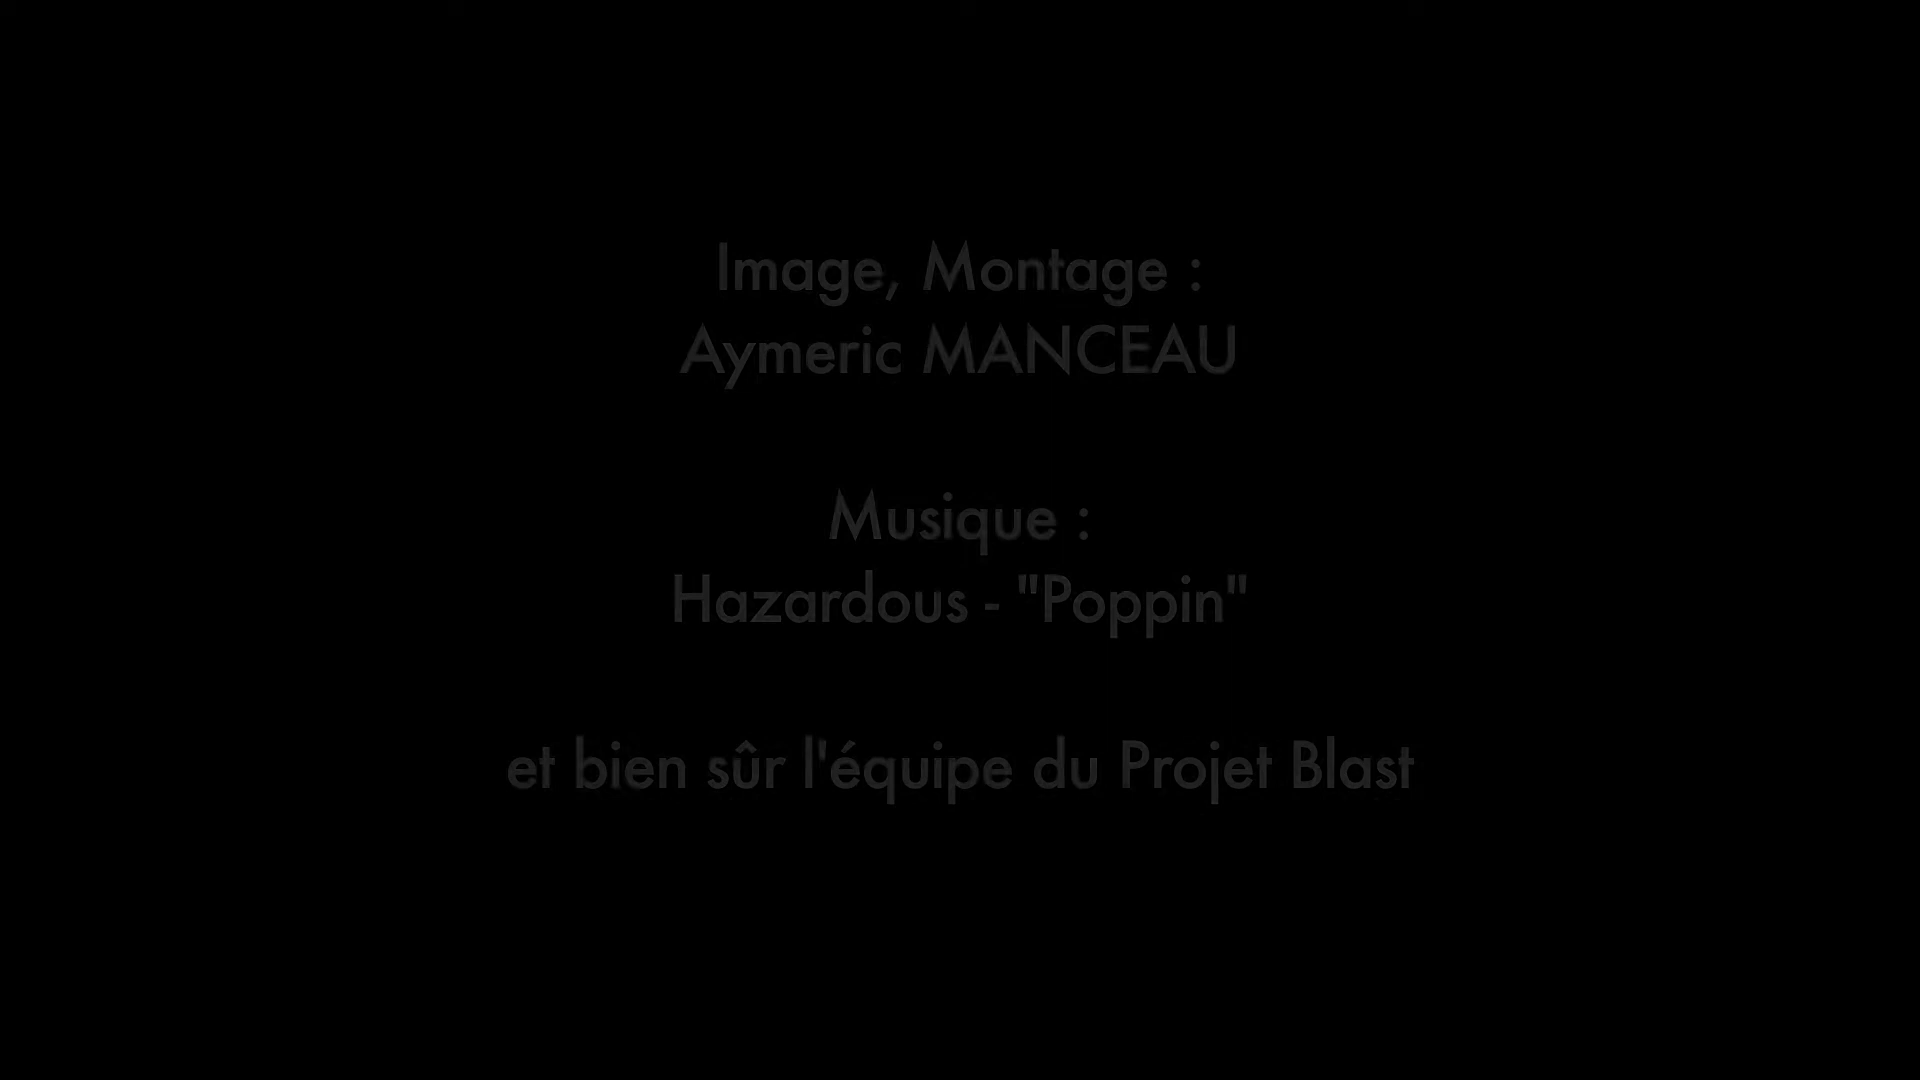 Image, Montage :
Aymeric MANCEAU
Musique :
Hazardous - "Poppin"
et bien sûr l'équipe du Projet Blast